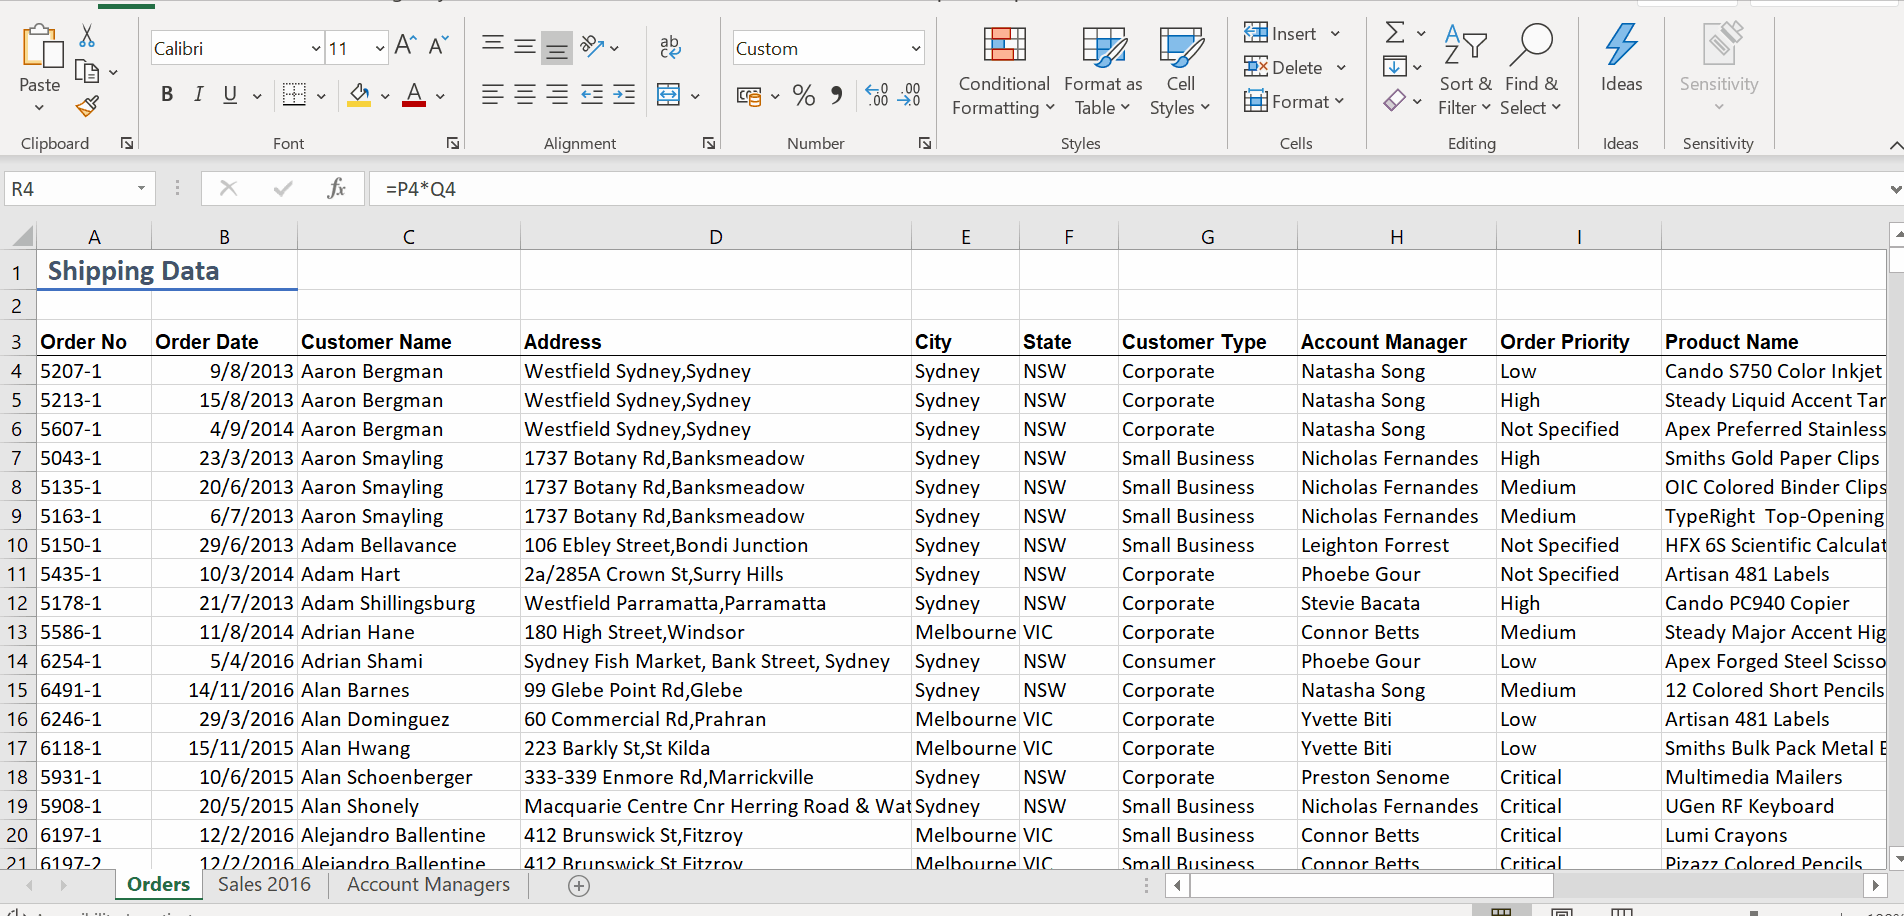 Calibri 11 Custom
Paste
Conditional Formatting
Format as Table
Cell Styles
Insert
Delete
Format
Sort & Filter
Find & Select
Ideas
Sensitivity
B I U A % , .00 .00
Clipboard Font Alignment Number Styles Cells Editing Ideas Sensitivity
R4 fx =P4*Q4
A B C D E F G H I
1 Shipping Data
2
3 Order No Order Date Customer Name Address City State Customer Type Account Manager Order Priority Product Name
4 5207-1 9/8/2013 Aaron Bergman Westfield Sydney,Sydney Sydney NSW Corporate Natasha Song Low Cando S750 Color Inkjet
5 5213-1 15/8/2013 Aaron Bergman Westfield Sydney,Sydney Sydney NSW Corporate Natasha Song High Steady Liquid Accent Tar
6 5607-1 4/9/2014 Aaron Bergman Westfield Sydney,Sydney Sydney NSW Corporate Natasha Song Not Specified Apex Preferred Stainless
7 5043-1 23/3/2013 Aaron Smayling 1737 Botany Rd,Banksmeadow Sydney NSW Small Business Nicholas Fernandes High Smiths Gold Paper Clips
8 5135-1 20/6/2013 Aaron Smayling 1737 Botany Rd,Banksmeadow Sydney NSW Small Business Nicholas Fernandes Medium OIC Colored Binder Clips
9 5163-1 6/7/2013 Aaron Smayling 1737 Botany Rd,Banksmeadow Sydney NSW Small Business Nicholas Fernandes Medium TypeRight Top-Opening
10 5150-1 29/6/2013 Adam Bellavance 106 Ebley Street,Bondi Junction Sydney NSW Small Business Leighton Forrest Not Specified HFX 6S Scientific Calculat
11 5435-1 10/3/2014 Adam Hart 2a/285A Crown St,Surry Hills Sydney NSW Corporate Phoebe Gour Not Specified Artisan 481 Labels
12 5178-1 21/7/2013 Adam Shillingsburg Westfield Parramatta,Parramatta Sydney NSW Corporate Stevie Bacata High Cando PC940 Copier
13 5586-1 11/8/2014 Adrian Hane 180 High Street,Windsor Melbourne VIC Corporate Connor Betts Medium Steady Major Accent Hig
14 6254-1 5/4/2016 Adrian Shami Sydney Fish Market, Bank Street, Sydney Sydney NSW Consumer Phoebe Gour Low Apex Forged Steel Scisso
15 6491-1 14/11/2016 Alan Barnes 99 Glebe Point Rd,Glebe Sydney NSW Corporate Natasha Song Medium 12 Colored Short Pencils
16 6246-1 29/3/2016 Alan Dominguez 60 Commercial Rd,Prahran Melbourne VIC Corporate Yvette Biti Low Artisan 481 Labels
17 6118-1 15/11/2015 Alan Hwang 223 Barkly St,St Kilda Melbourne VIC Corporate Yvette Biti Low Smiths Bulk Pack Metal B
18 5931-1 10/6/2015 Alan Schoenberger 333-339 Enmore Rd,Marrickville Sydney NSW Corporate Preston Senome Critical Multimedia Mailers
19 5908-1 20/5/2015 Alan Shonely Macquarie Centre Cnr Herring Road & Wat Sydney NSW Small Business Nicholas Fernandes Critical UGen RF Keyboard
20 6197-1 12/2/2016 Alejandro Ballentine 412 Brunswick St,Fitzroy Melbourne VIC Small Business Connor Betts Critical Lumi Crayons
21 6197-2 12/2/2016 Alejandro Ballentine 412 Brunswick St,Fitzroy Melbourne VIC Small Business Connor Betts Critical Pizazz Colored Pencils
Orders Sales 2016 Account Managers